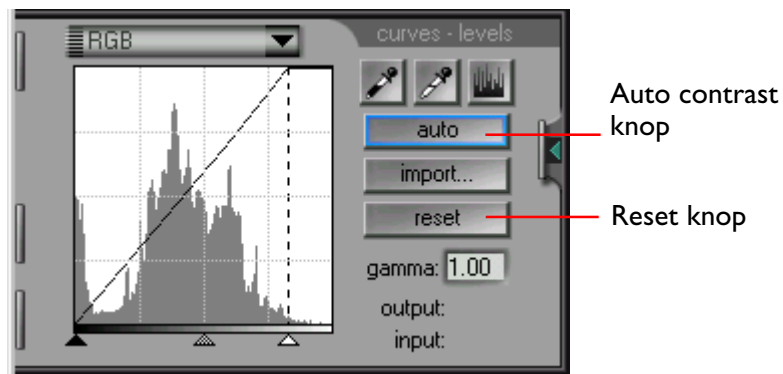 RGB
curves - levels
auto
import...
reset
gamma: 1.00
output:
input:
Auto contrast
knop
Reset knop